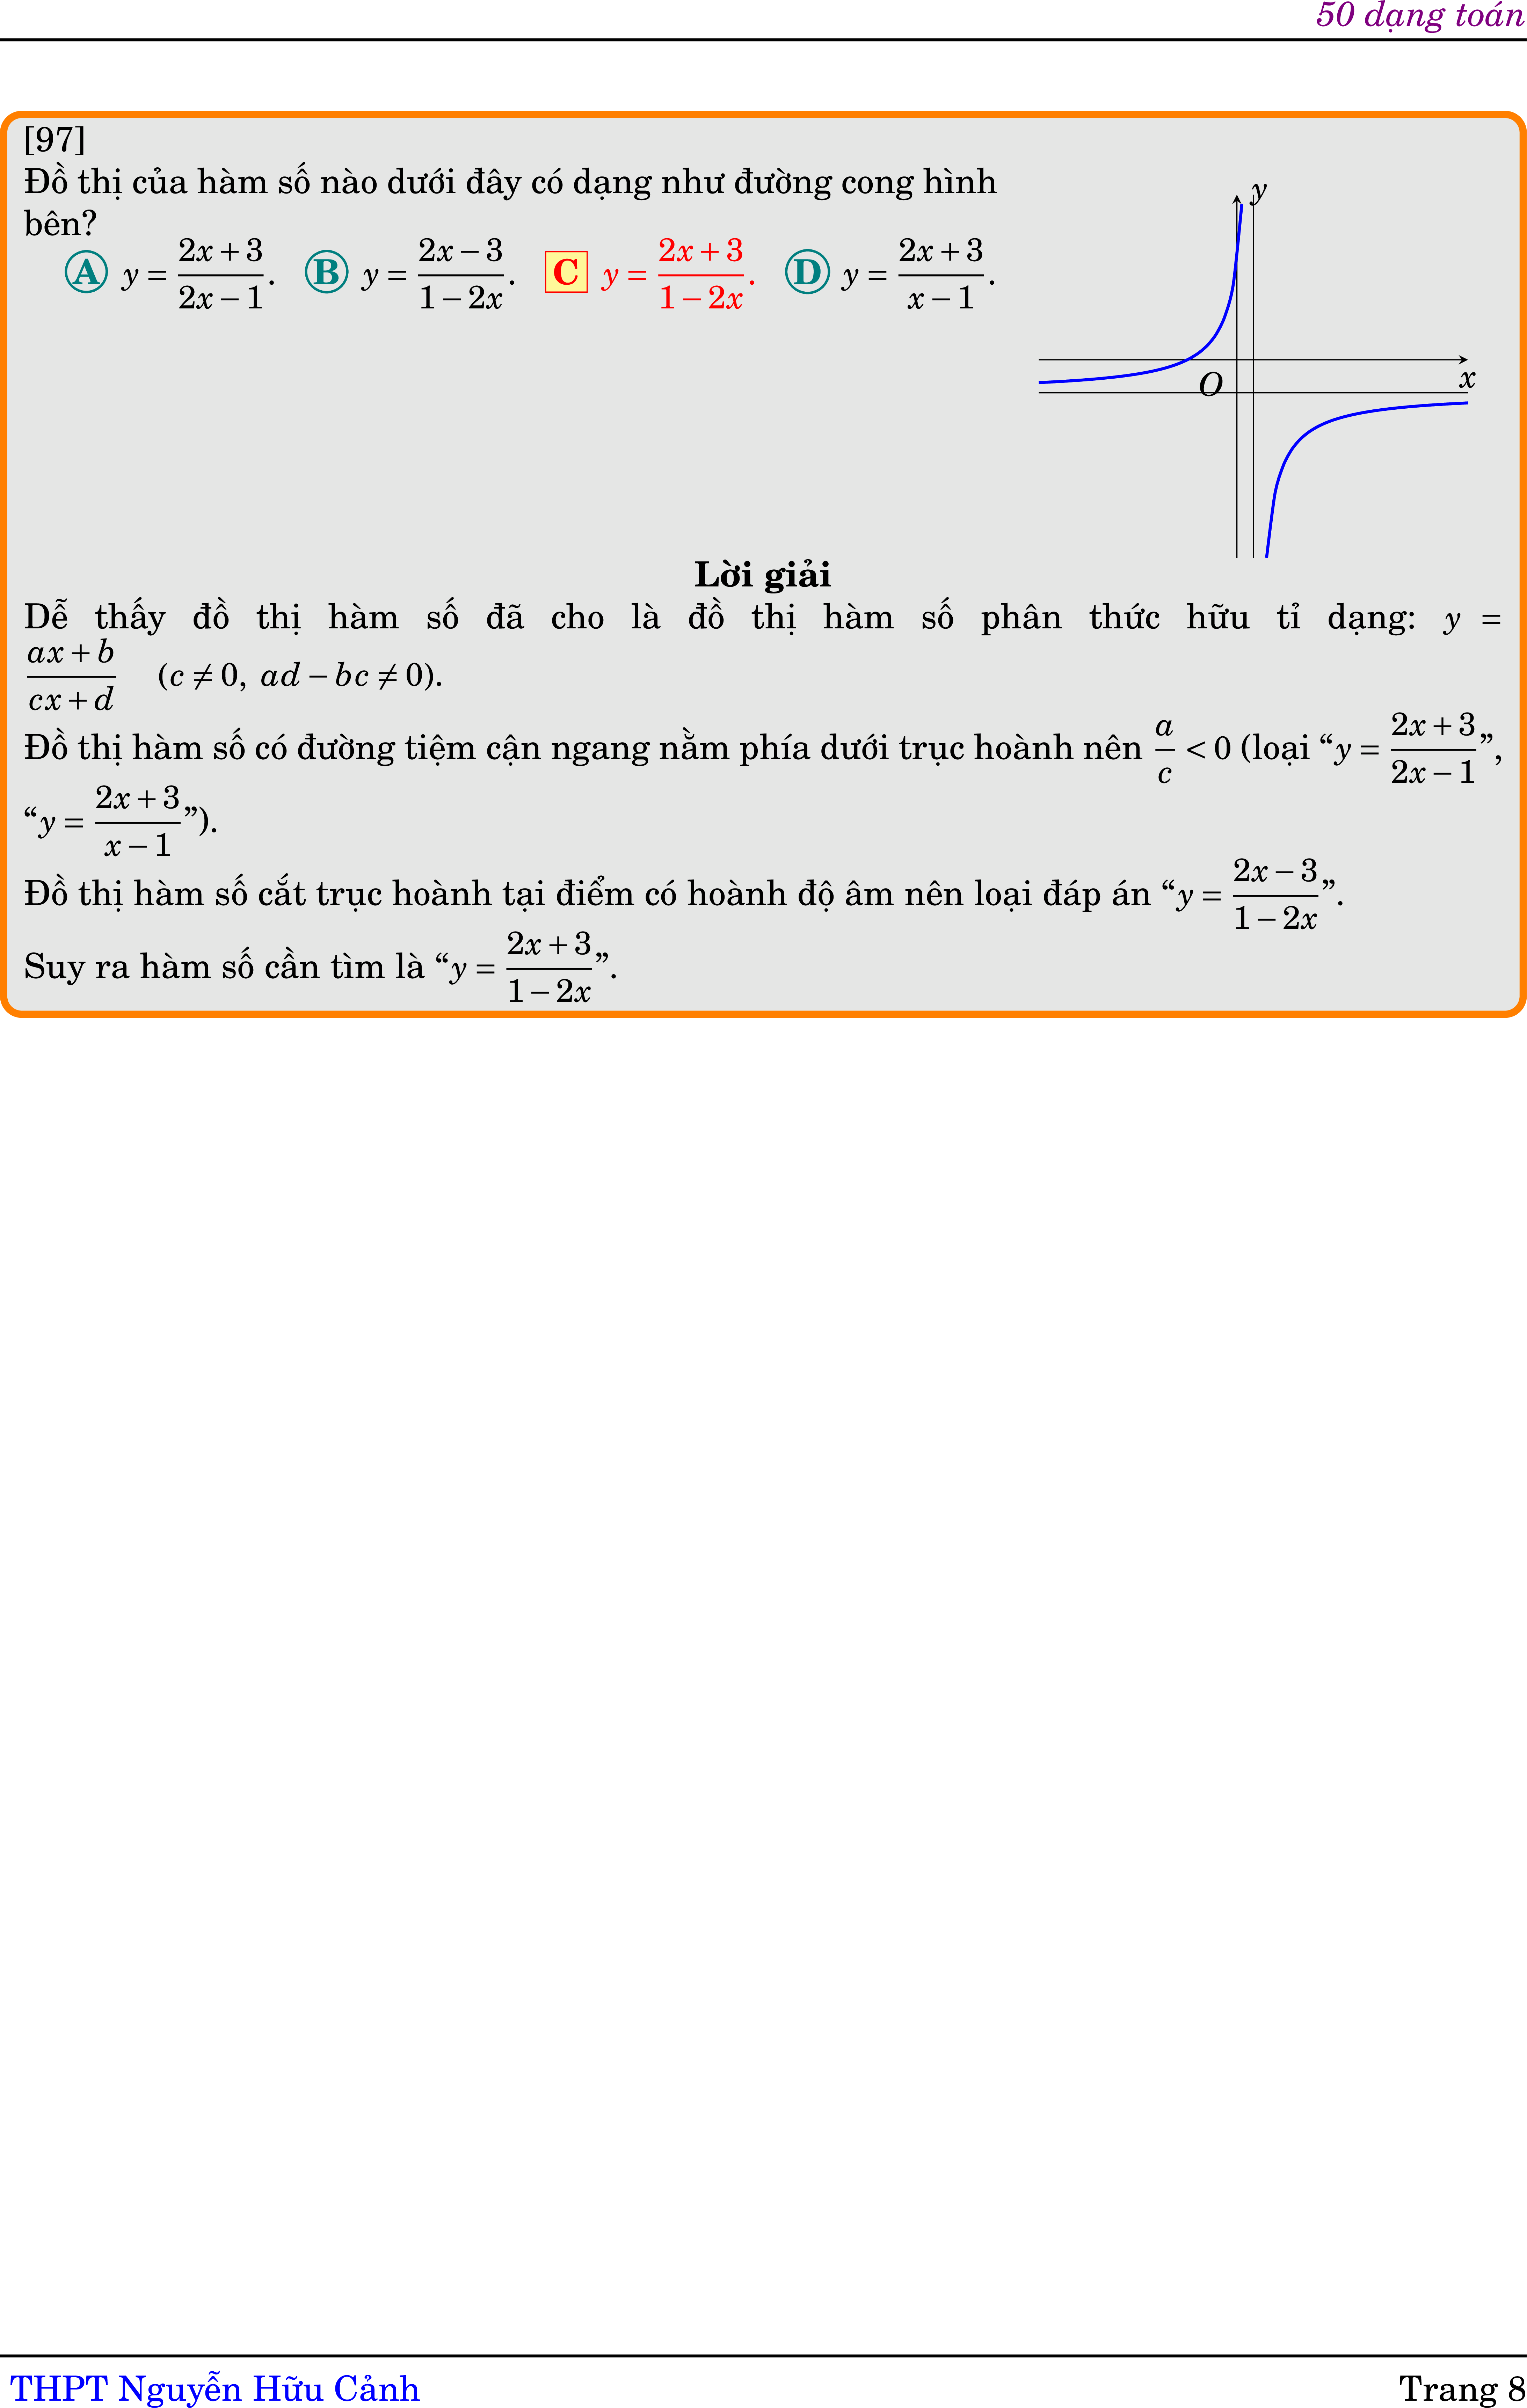 50 dạng toán
[97]
Đồ thị của hàm số nào dưới đây có dạng như đường cong hình
bên?
A y = \frac{2x+3}{2x-1}. B y = \frac{2x-3}{1-2x}. C y = \frac{2x+3}{1-2x}. D y = \frac{2x+3}{x-1}.
y
O
x
Lời giải
Dễ thấy đồ thị hàm số đã cho là đồ thị hàm số phân thức hữu tỉ dạng: y =
\frac{ax+b}{cx+d} (c ≠ 0, ad − bc ≠ 0).
Đồ thị hàm số có đường tiệm cận ngang nằm phía dưới trục hoành nên \frac{a}{c} < 0 (loại “y = \frac{2x+3}{2x-1}”,
“y = \frac{2x+3}{x-1}”).
Đồ thị hàm số cắt trục hoành tại điểm có hoành độ âm nên loại đáp án “y = \frac{2x-3}{1-2x}”.
Suy ra hàm số cần tìm là “y = \frac{2x+3}{1-2x}”.
THPT Nguyễn Hữu Cảnh Trang 8